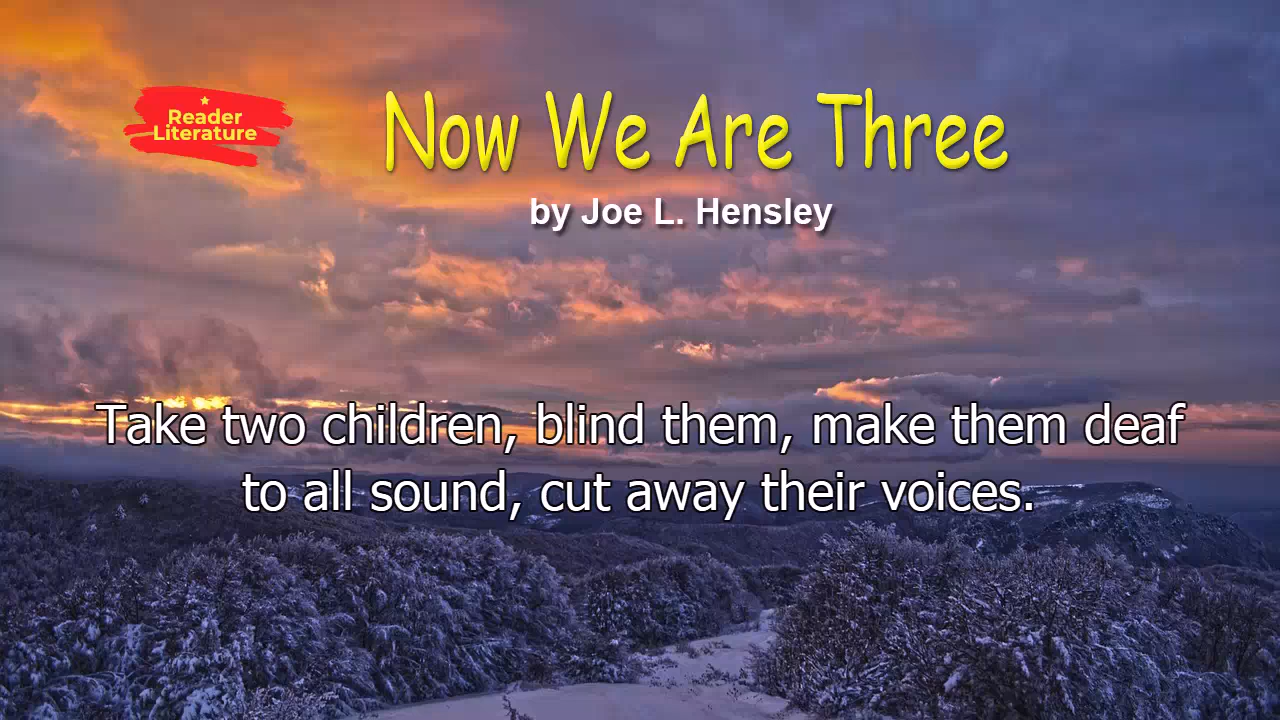 Reader
Literature
Now We Are Three
by Joe L. Hensley
Take two children, blind them, make them deaf
to all sound, cut away their voices.